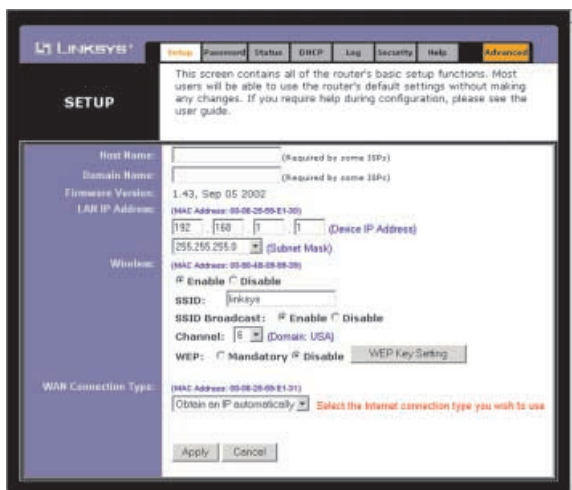 LINKSYS®
Setup Password Status DHCP Log Security Help Advanced
SETUP
This screen contains all of the router's basic setup functions. Most
users will be able to use the router's default settings without making
any changes. If you require help during configuration, please see the
user guide.
Host Name: (Required by some ISPs)
Domain Name: (Required by some ISPs)
Firmware Version: 1.43, Sep 05 2002
LAN IP Address: (MAC Address:
192 . 168 . 1 . 1 (Device IP Address)
255.255.255.0 (Subnet Mask)
Wireless: (MAC Address:
Enable Disable
SSID: linksys
SSID Broadcast: Enable Disable
Channel: 6 (Domain: USA)
WEP: Mandatory Disable WEP Key Setting
WAN Connection Type: (MAC Address:
Obtain an IP automatically Select the Internet connection type you wish to use
Apply Cancel